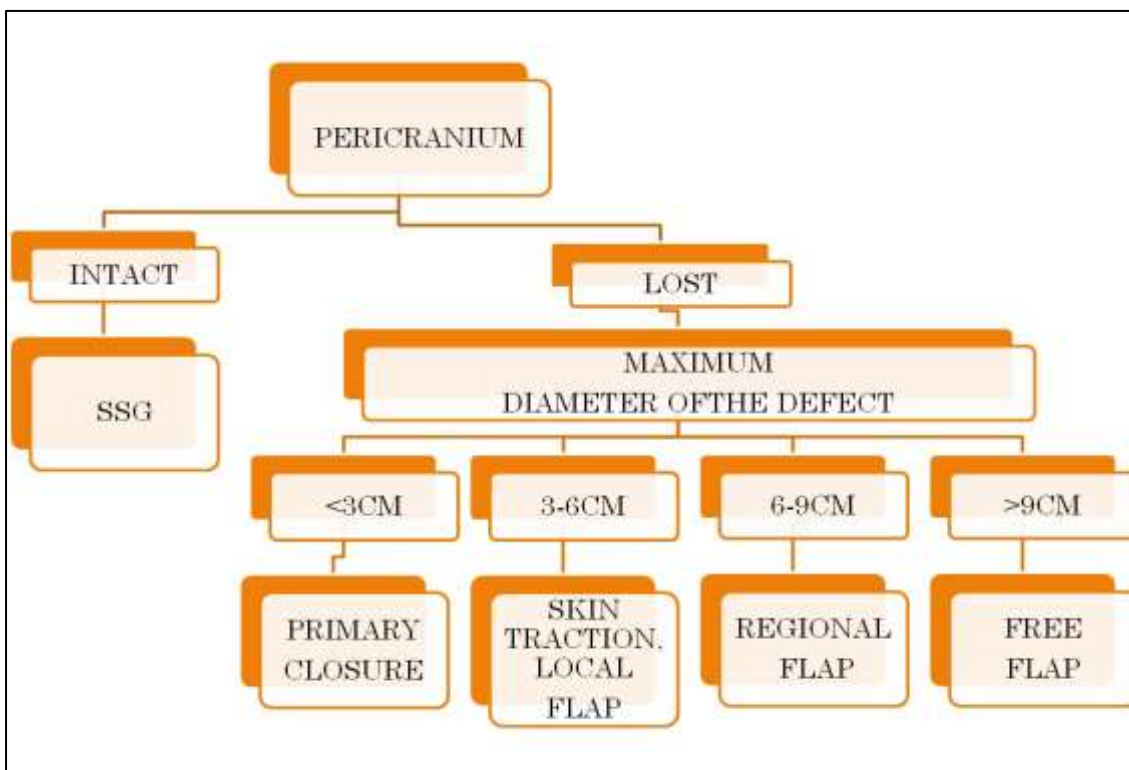 PERICRANIUM
INTACT
LOST
SSG
MAXIMUM
DIAMETER OFTHE DEFECT
<3CM
3-6CM
6-9CM
>9CM
PRIMARY
CLOSURE
SKIN
TRACTION,
LOCAL
FLAP
REGIONAL
FLAP
FREE
FLAP